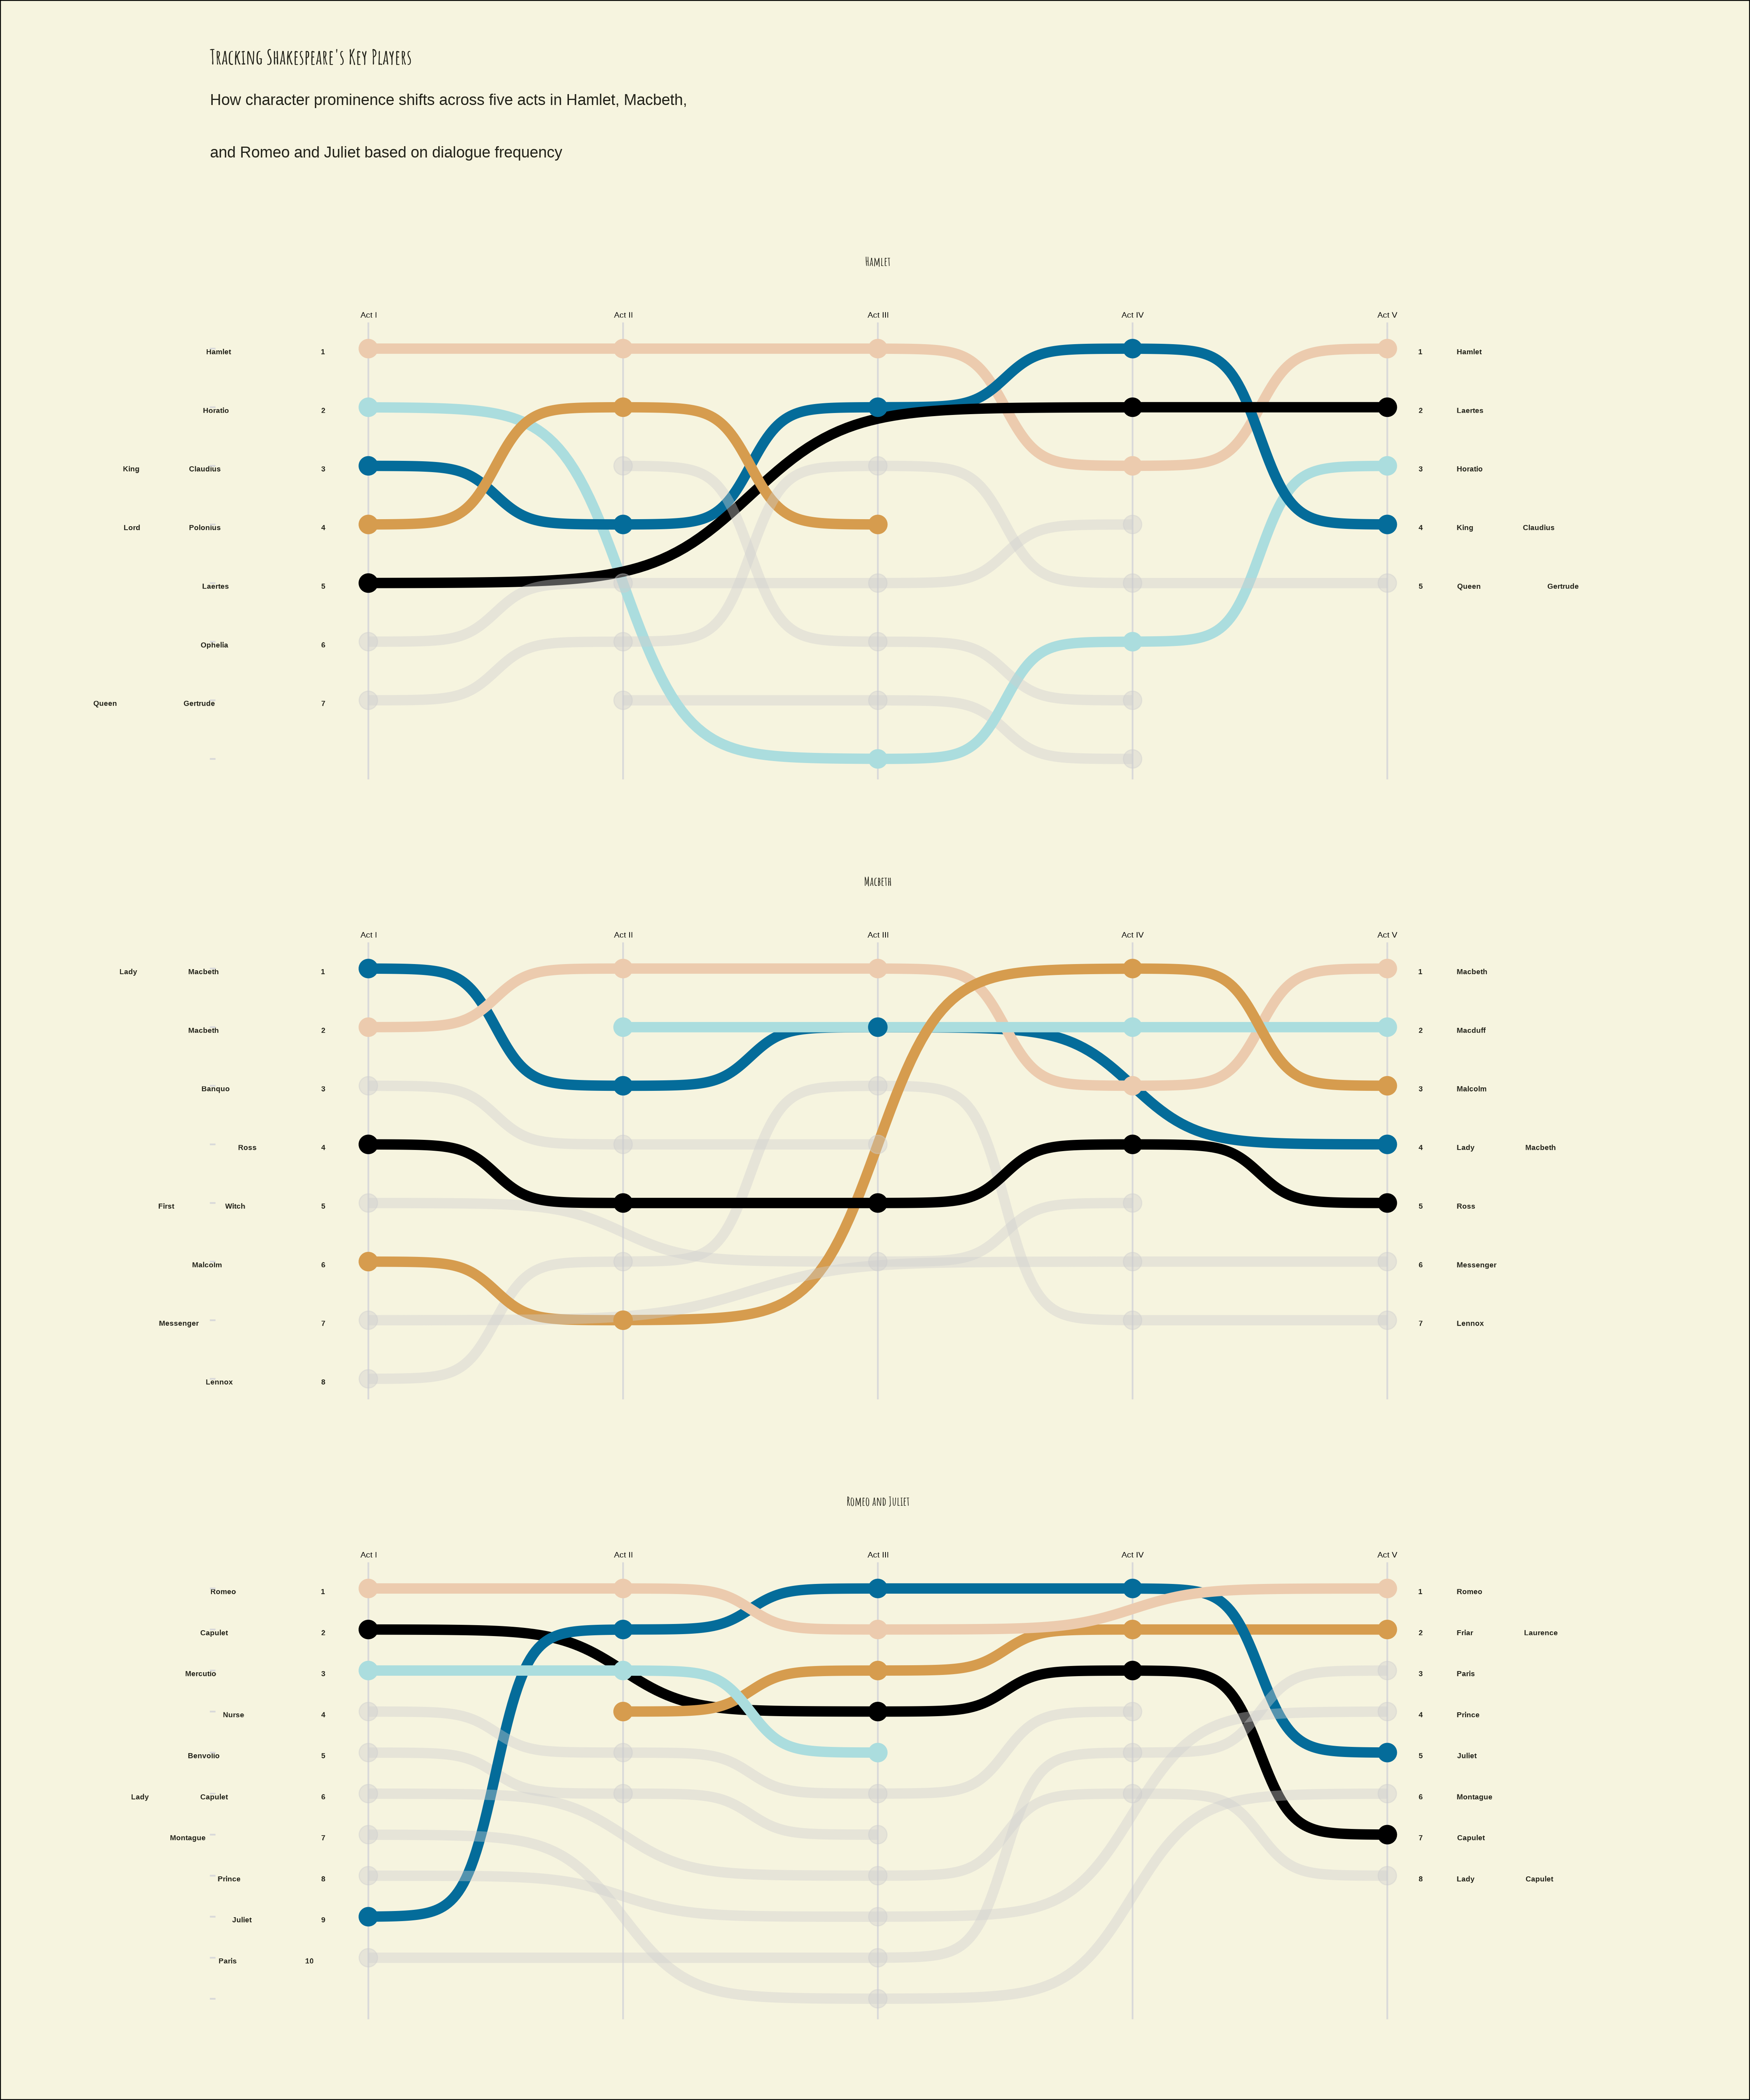 Tracking Shakespeare's Key Players
How character prominence shifts across five acts in Hamlet, Macbeth,
and Romeo and Juliet based on dialogue frequency
Hamlet
Act I Act II Act III Act IV Act V
Hamlet 1 1 Hamlet
Horatio 2 2 Laertes
King Claudius 3 3 Horatio
Lord Polonius 4 4 King Claudius
Laertes 5 5 Queen Gertrude
Ophelia 6
Queen Gertrude 7
Macbeth
Act I Act II Act III Act IV Act V
Lady Macbeth 1 1 Macbeth
Macbeth 2 2 Macduff
Banquo 3 3 Malcolm
Ross 4 4 Lady Macbeth
First Witch 5 5 Ross
Malcolm 6 6 Messenger
Messenger 7 7 Lennox
Lennox 8
Romeo and Juliet
Act I Act II Act III Act IV Act V
Romeo 1 1 Romeo
Capulet 2 2 Friar Laurence
Mercutio 3 3 Paris
Nurse 4 4 Prince
Benvolio 5 5 Juliet
Lady Capulet 6 6 Montague
Montague 7 7 Capulet
Prince 8 8 Lady Capulet
Juliet 9
Paris 10